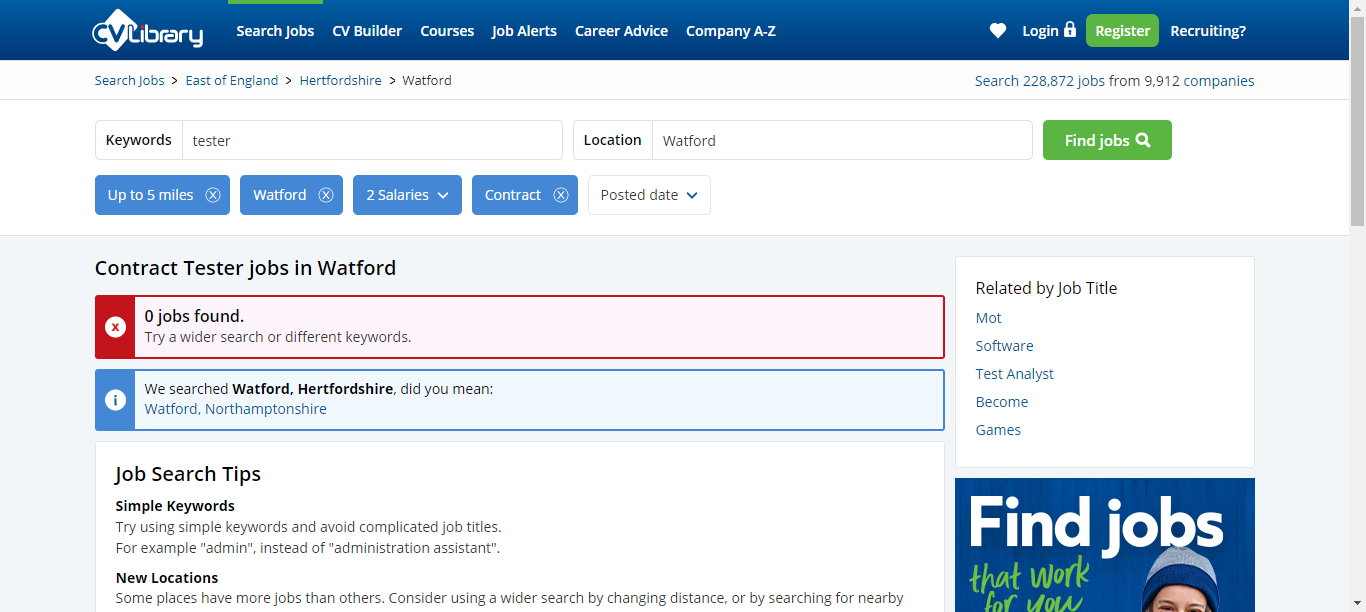 CVLibrary
Search Jobs CV Builder Courses Job Alerts Career Advice Company A-Z Login Register Recruiting?
Search Jobs > East of England > Hertfordshire > Watford
Search 228,872 jobs from 9,912 companies
Keywords tester Location Watford Find jobs
Up to 5 miles Watford 2 Salaries Contract Posted date
Contract Tester jobs in Watford
0 jobs found.
Try a wider search or different keywords.
We searched Watford, Hertfordshire, did you mean:
Watford, Northamptonshire
Job Search Tips
Simple Keywords
Try using simple keywords and avoid complicated job titles.
For example "admin", instead of "administration assistant".
New Locations
Some places have more jobs than others. Consider using a wider search by changing distance, or by searching for nearby
Related by Job Title
Mot
Software
Test Analyst
Become
Games
Find jobs
that work
for you